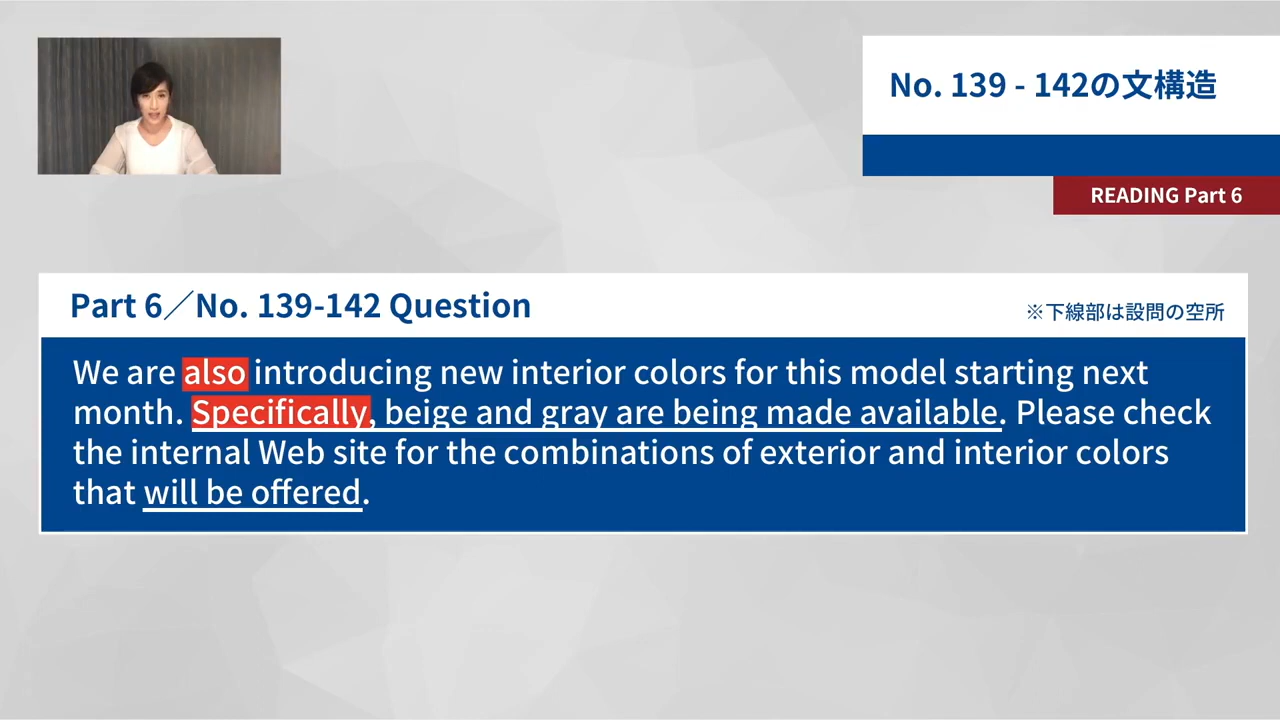 No. 139 - 142の文構造
READING Part 6
Part 6／No. 139-142 Question
※下線部は設問の空所
We are also introducing new interior colors for this model starting next
month. Specifically, beige and gray are being made available. Please check
the internal Web site for the combinations of exterior and interior colors
that will be offered.